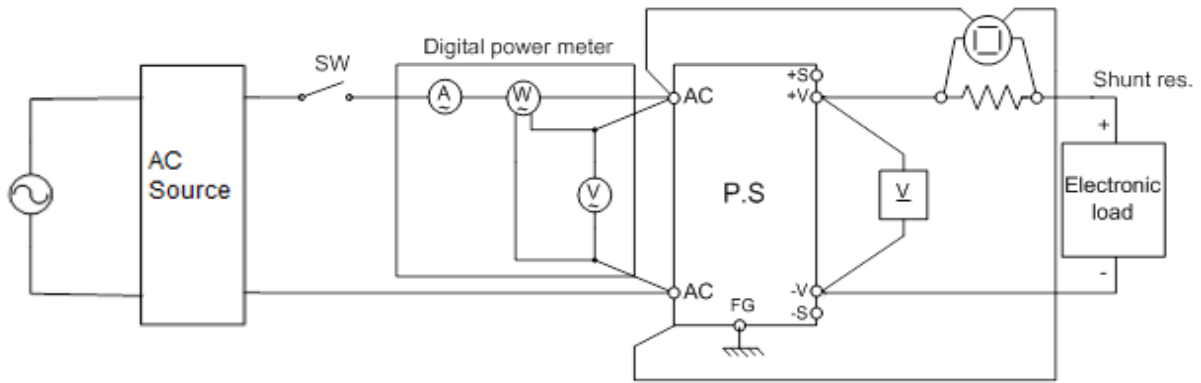 Digital power meter
SW
A
~
W
~
AC
+S
+V
Shunt res.
+
AC
Source
V
~
P.S
V
Electronic
load
-
AC
-V
FG
-S